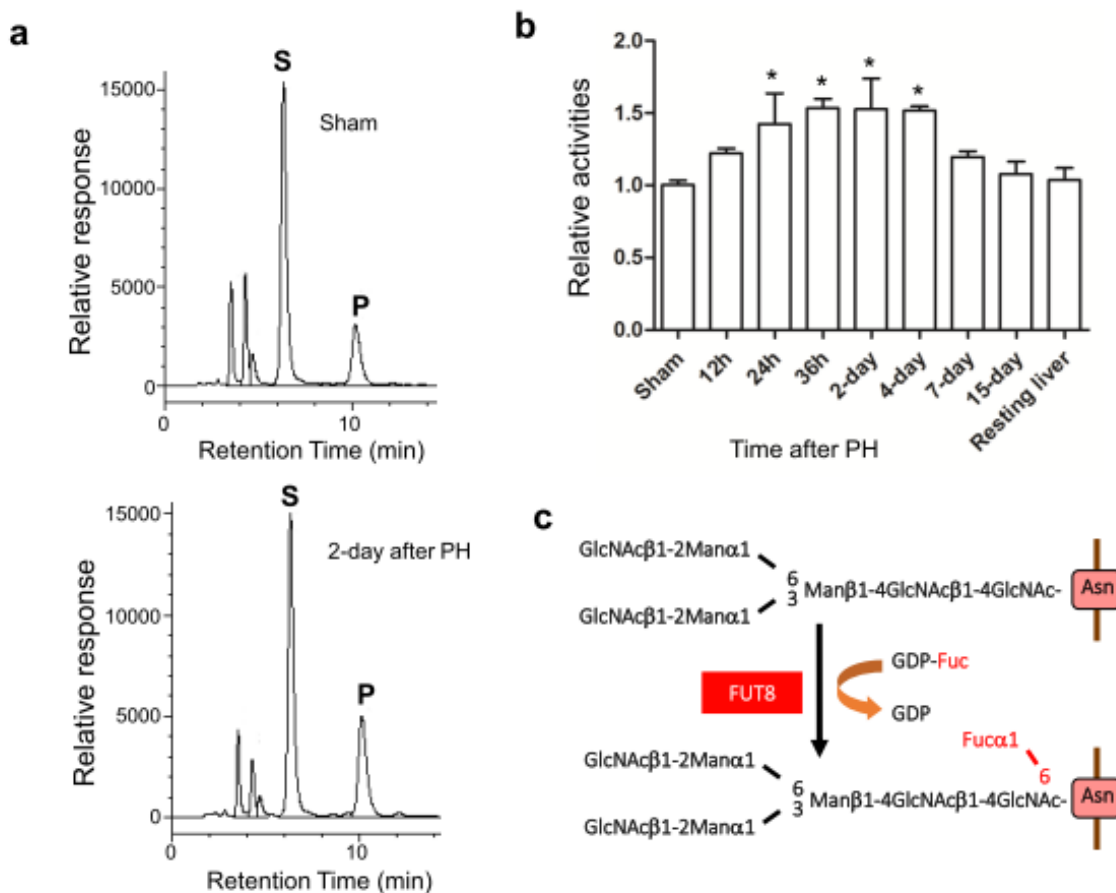 a
15000
10000
5000
0
Relative response
S
Sham
P
0
10
Retention Time (min)
15000
10000
5000
0
Relative response
S
2-day after PH
P
0
10
Retention Time (min)
b
2.0
1.5
1.0
0.5
0.0
Relative activities
* * * *
Sham
12h
24h
36h
2-day
4-day
7-day
15-day
Resting liver
Time after PH
c
GlcNAcβ1-2Manα1
6
3
Manβ1-4GlcNAcβ1-4GlcNAc-
Asn
GlcNAcβ1-2Manα1
FUT8
GDP-Fuc
GDP
Fucα1
6
GlcNAcβ1-2Manα1
6
3
Manβ1-4GlcNAcβ1-4GlcNAc-
Asn
GlcNAcβ1-2Manα1